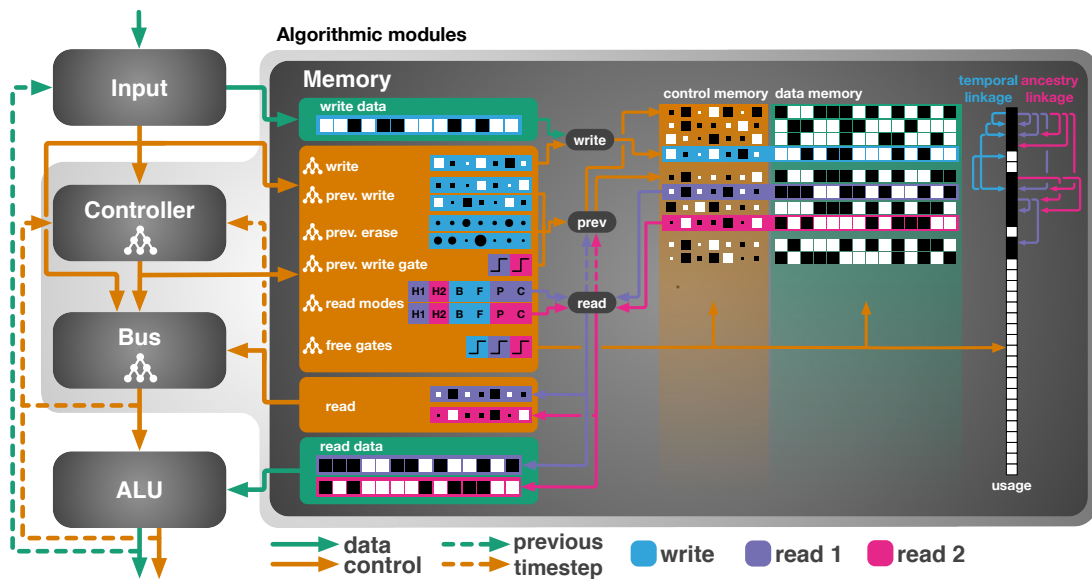 Algorithmic modules
Input
Controller
Bus
ALU
Memory
write data
write
prev. write
prev. erase
prev. write gate
read modes
H1 H2 B F P C
H1 H2 B F P C
free gates
read
read data
write
prev
read
control memory
data memory
temporal linkage
ancestry linkage
usage
data
control
previous
timestep
write
read 1
read 2